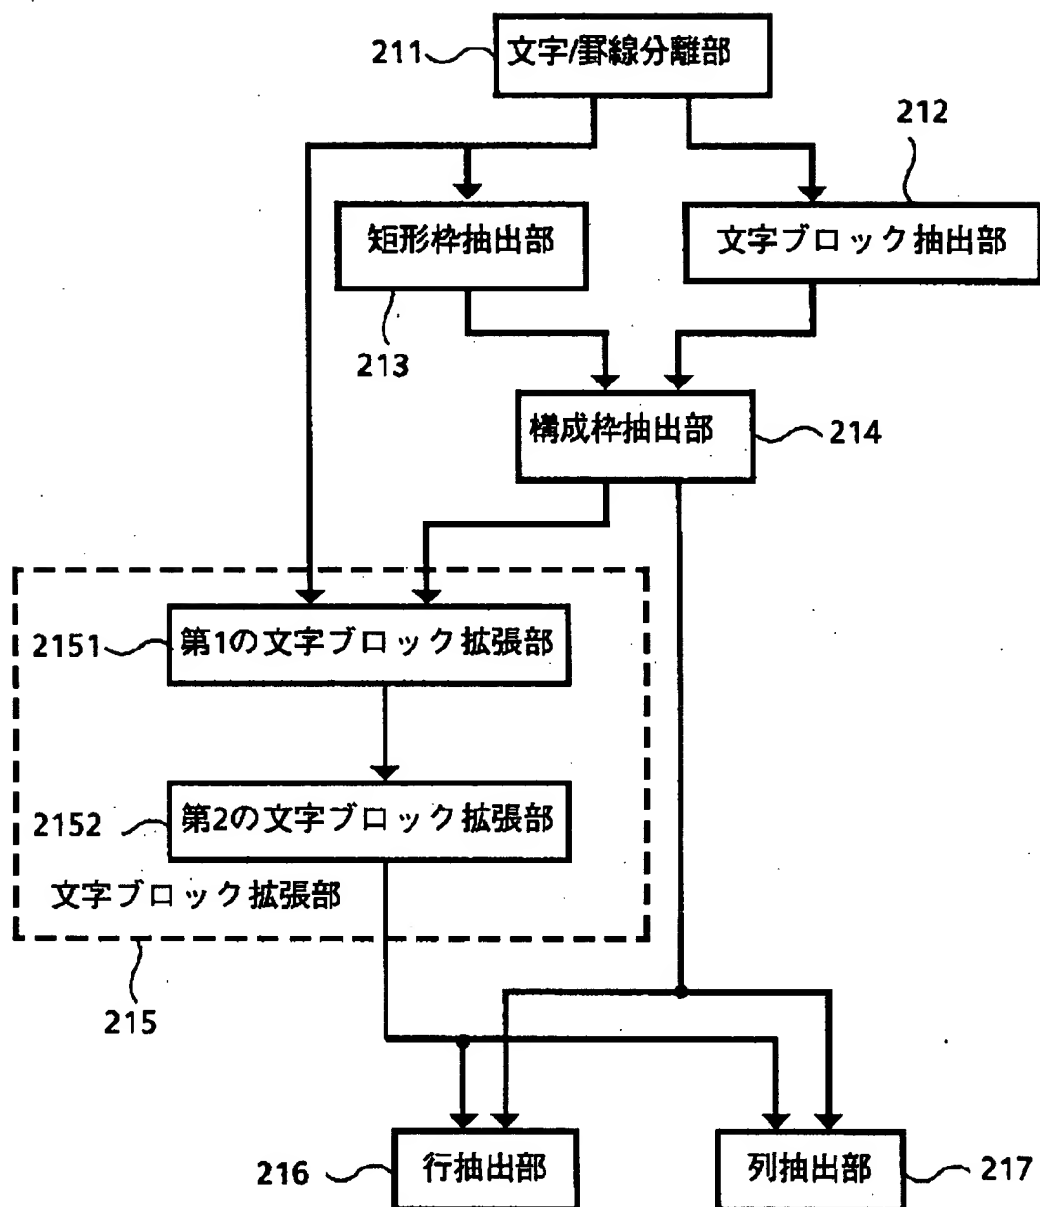 211
文字/罫線分離部
212
矩形枠抽出部
文字ブロック抽出部
213
構成枠抽出部
214
2151
第1の文字ブロック拡張部
2152
第2の文字ブロック拡張部
文字ブロック拡張部
215
216
行抽出部
列抽出部
217